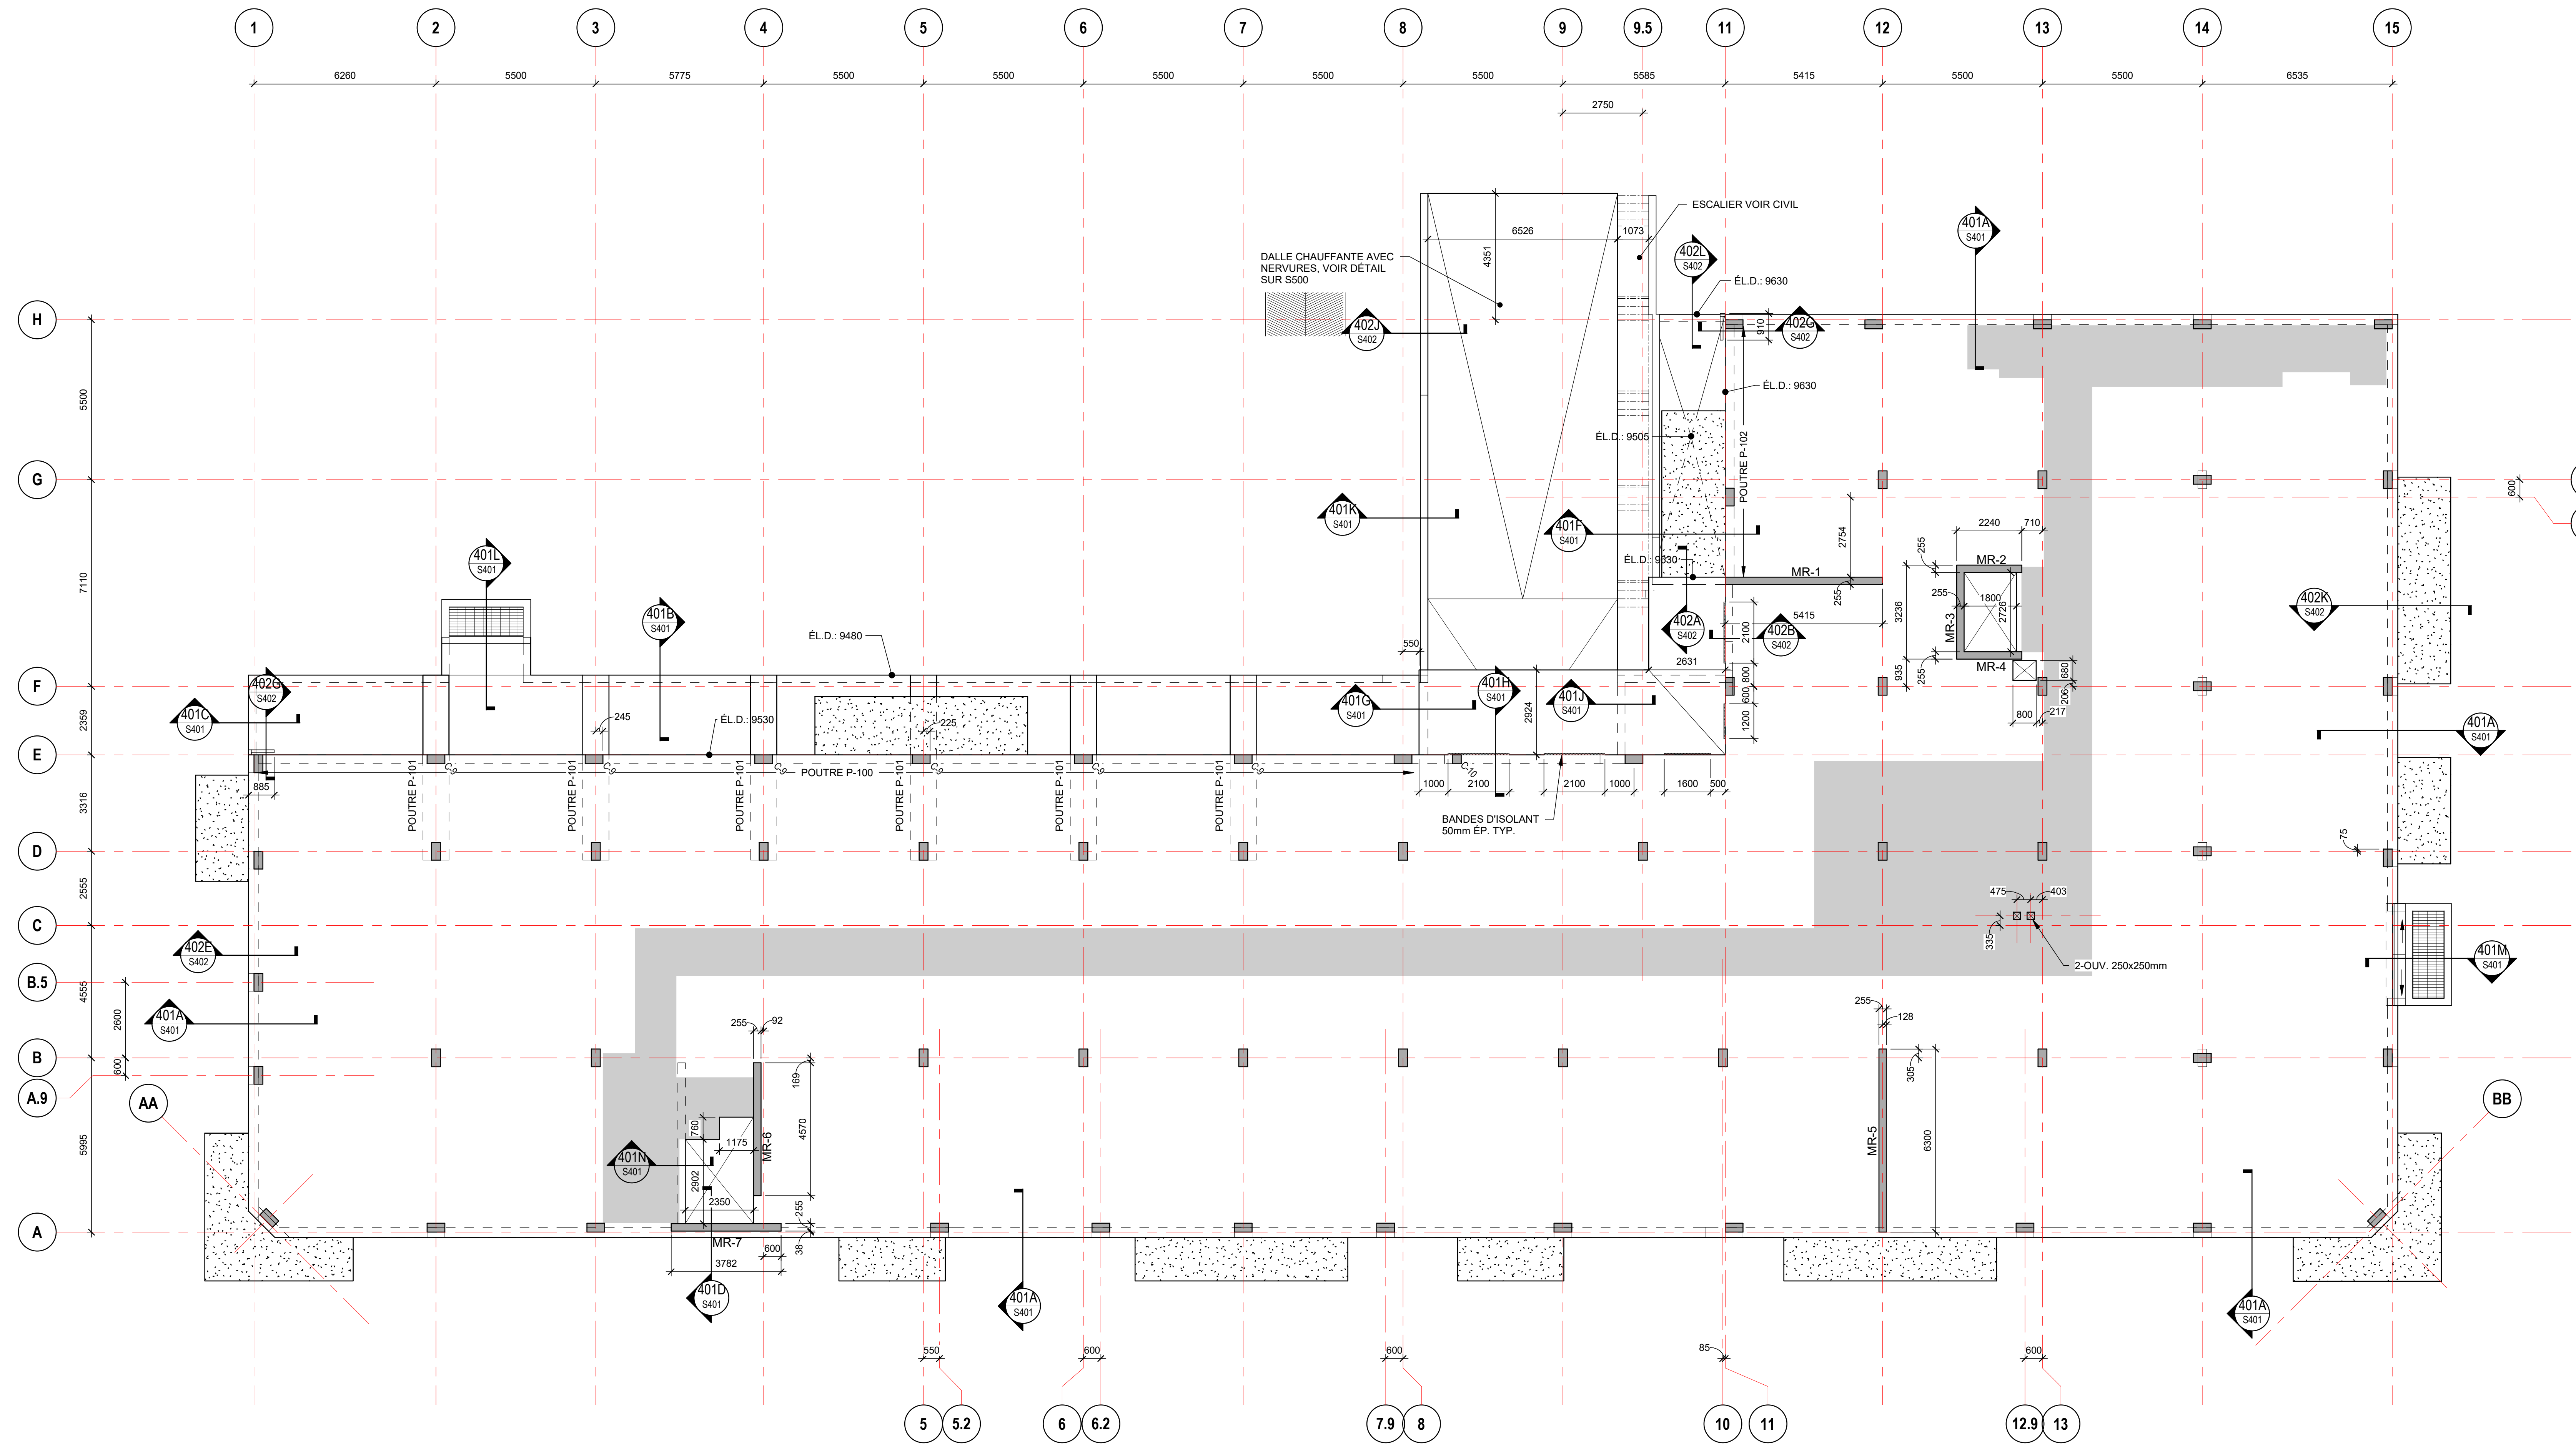 1
2
3
4
5
6
7
8
9
9.5
11
12
13
14
15
6260
5500
5775
5500
5500
5500
5500
5500
5585
5415
5500
5500
6535
2750
ESCALIER VOIR CIVIL
6526
1073
4351
DALLE CHAUFFANTE AVEC
NERVURES, VOIR DÉTAIL
SUR S500
401A
S401
402L
S402
ÉL.D.: 9630
H
402J
S402
910
402G
S402
5500
ÉL.D.: 9630
ÉL.D.: 9505
POUTRE P-102
G
600
401K
S401
401F
S401
2754
2240
710
401L
S401
7110
ÉL.D.: 9630
MR-1
255
255
MR-2
255
1800
2726
3236
MR-3
402K
S402
401B
S401
ÉL.D.: 9480
550
402A
S402
2100
402B
S402
5415
2631
255
MR-4
935
680
206
800
217
F
402G
S402
401C
S401
2359
245
ÉL.D.: 9530
225
401G
S401
401H
S401
2924
401J
S401
800
600
1200
401A
S401
E
885
C-9
C-9
C-9
C-9
C-9
C-10
POUTRE P-100
POUTRE P-101
POUTRE P-101
POUTRE P-101
POUTRE P-101
POUTRE P-101
POUTRE P-101
1000
2100
2100
1000
1600
500
BANDES D'ISOLANT
50mm ÉP. TYP.
3316
D
75
2555
475
403
335
C
402E
S402
2-OUV. 250x250mm
401M
S401
B.5
4555
2600
401A
S401
255
92
255
128
B
600
169
305
A.9
AA
BB
4570
760
1175
MR-6
401N
S401
2902
2350
MR-5
6300
5995
255
38
A
MR-7
600
3782
401D
S401
401A
S401
401A
S401
550
600
600
85
600
5
5.2
6
6.2
7.9
8
10
11
12.9
13